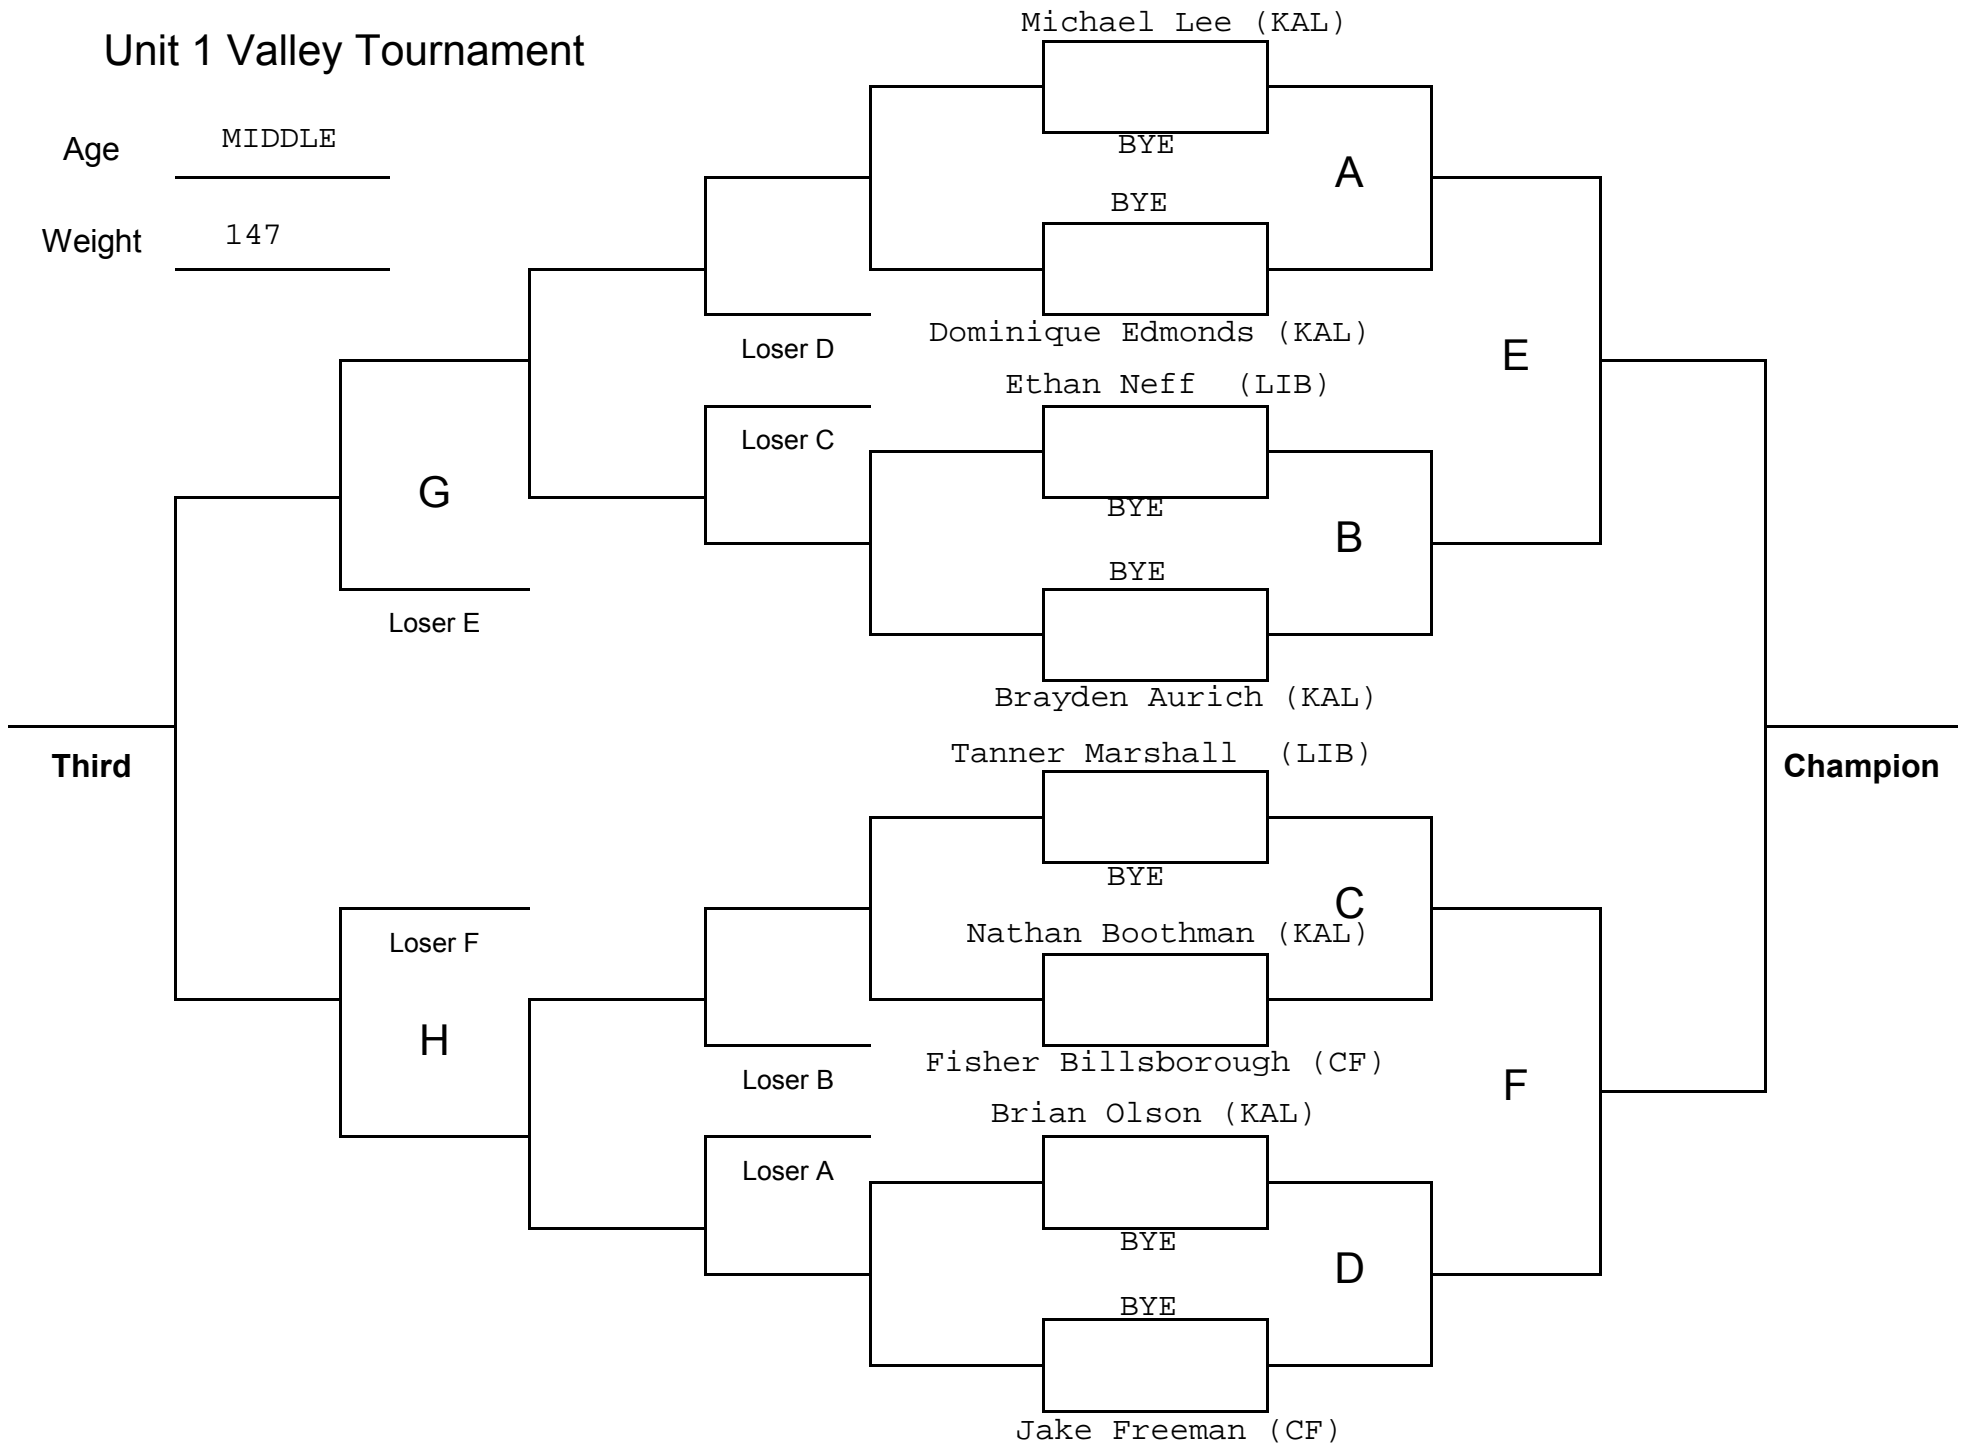 Unit 1 Valley Tournament
Age MIDDLE
Weight 147
Michael Lee (KAL)
BYE
A
BYE
Dominique Edmonds (KAL)
Loser D
E
Ethan Neff  (LIB)
Loser C
BYE
G
B
BYE
Loser E
Brayden Aurich (KAL)
Tanner Marshall  (LIB)
Third
Champion
BYE
C
Nathan Boothman (KAL)
Loser F
H
Fisher Billsborough (CF)
Loser B
F
Brian Olson (KAL)
Loser A
BYE
D
BYE
Jake Freeman (CF)